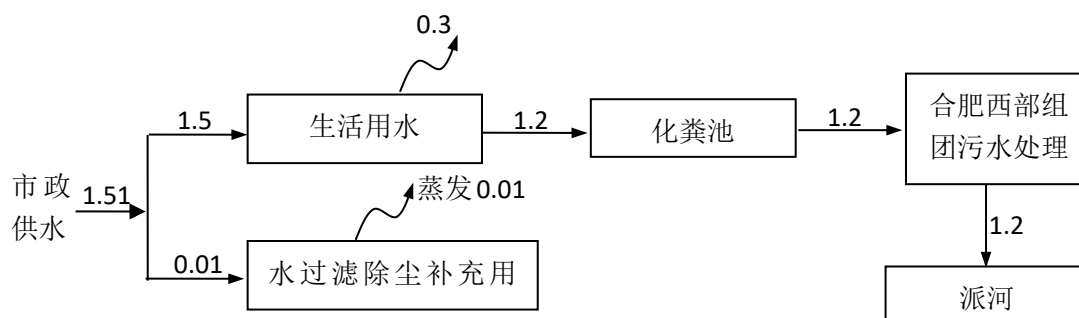 0.3
1.5
生活用水
1.2
化粪池
1.2
合肥西部组
团污水处理
市政
供水
1.51
蒸发0.01
0.01
水过滤除尘补充用
1.2
派河